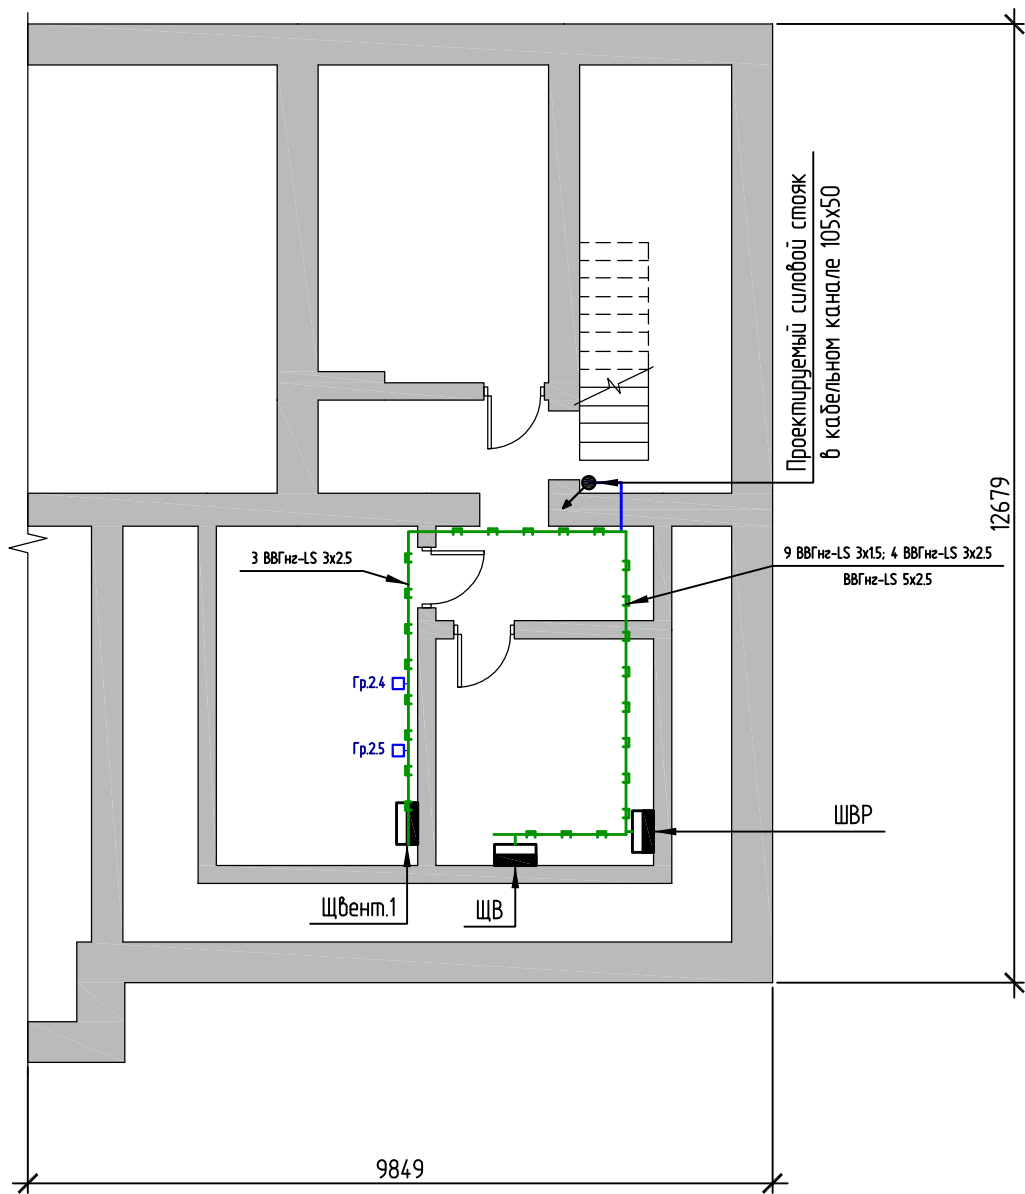 Проектируемый силовой стояк
в кабельном канале 105х50
12679
3 ВВГнг-LS 3х2.5
9 ВВГнг-LS 3х1.5; 4 ВВГнг-LS 3х2.5
ВВГнг-LS 5х2.5
Гр.2.4
Гр.2.5
ШВР
Щвент.1
ЩВ
9849